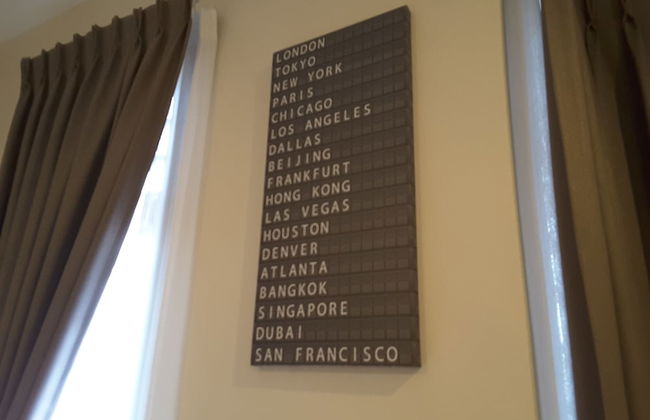 LONDON
TOKYO
NEW YORK
PARIS
CHICAGO
LOS ANGELES
DALLAS
BEIJING
FRANKFURT
HONG KONG
LAS VEGAS
HOUSTON
DENVER
ATLANTA
BANGKOK
SINGAPORE
DUBAI
SAN FRANCISCO